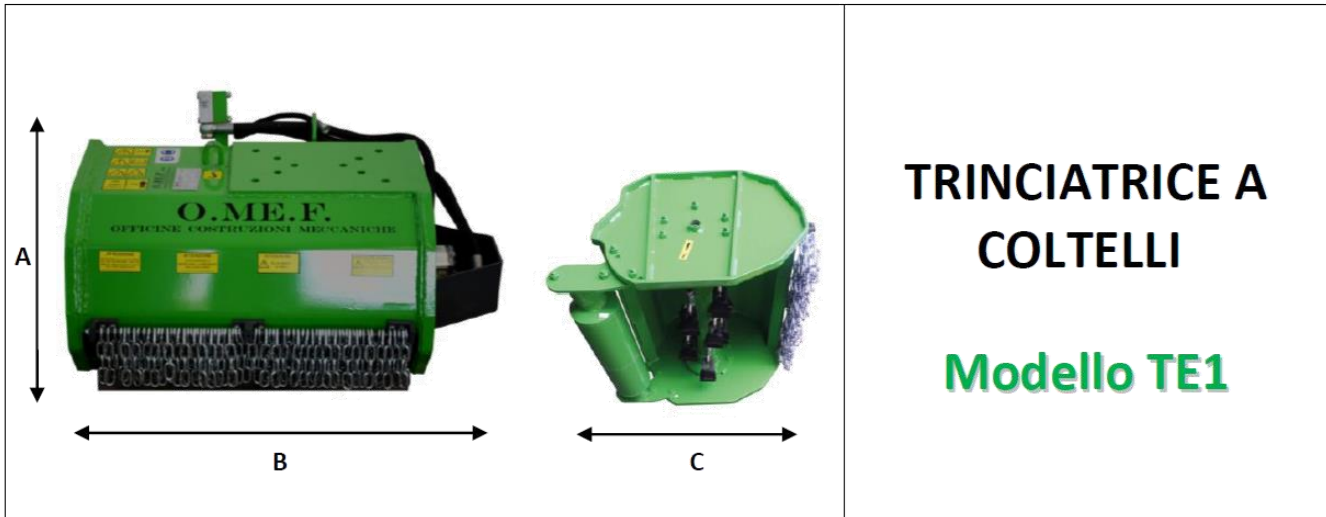 A
O.ME.F.
OFFICINE COSTRUZIONI MECCANICHE
B
C
TRINCIATRICE A
COLTELLI
Modello TE1